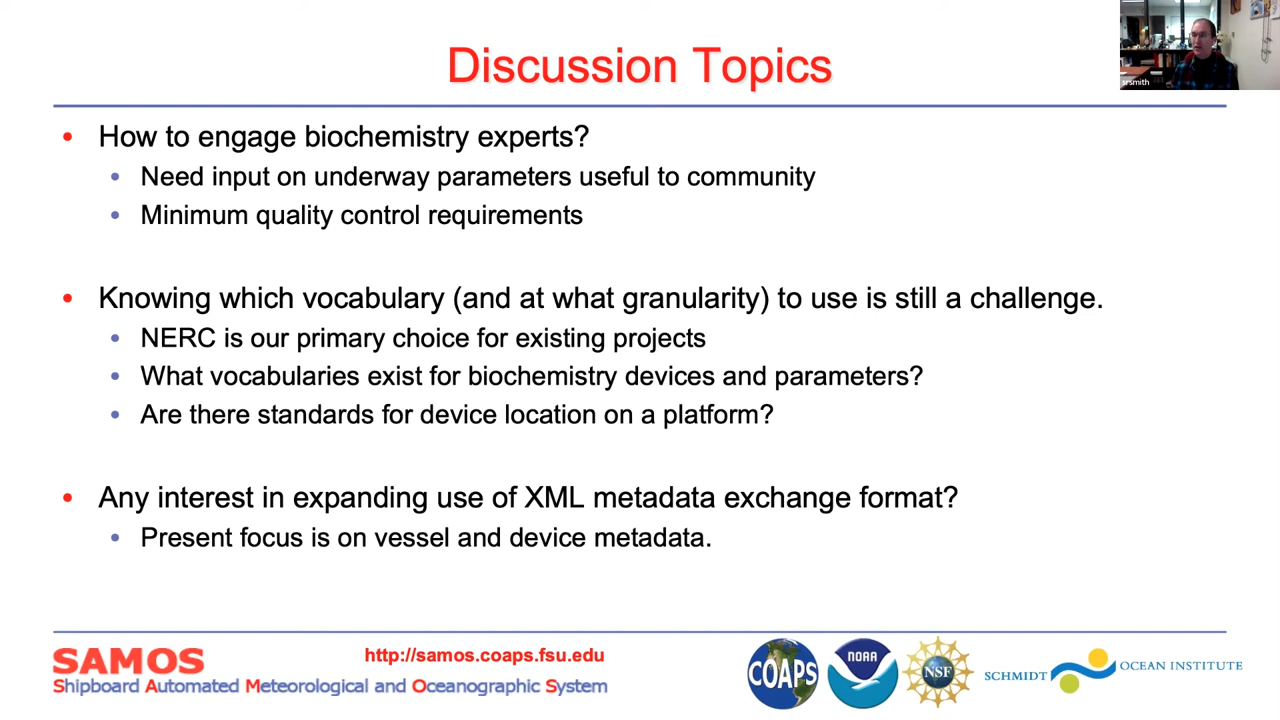 Discussion Topics
srsmith
• How to engage biochemistry experts?
• Need input on underway parameters useful to community
• Minimum quality control requirements
• Knowing which vocabulary (and at what granularity) to use is still a challenge.
• NERC is our primary choice for existing projects
• What vocabularies exist for biochemistry devices and parameters?
• Are there standards for device location on a platform?
• Any interest in expanding use of XML metadata exchange format?
• Present focus is on vessel and device metadata.
SAMOS
Shipboard Automated Meteorological and Oceanographic System
http://samos.coaps.fsu.edu
COAPS
NOAA
NSF
SCHMIDT OCEAN INSTITUTE